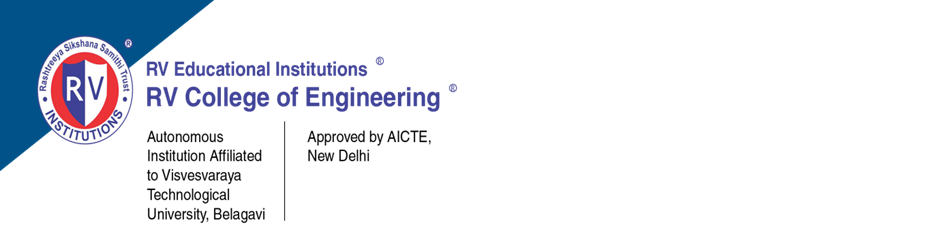 Rashtreeya Sikshana Samithi Trust ®
RV
INSTITUTIONS
RV Educational Institutions ®
RV College of Engineering ®
Autonomous
Institution Affiliated
to Visvesvaraya
Technological
University, Belagavi
Approved by AICTE,
New Delhi